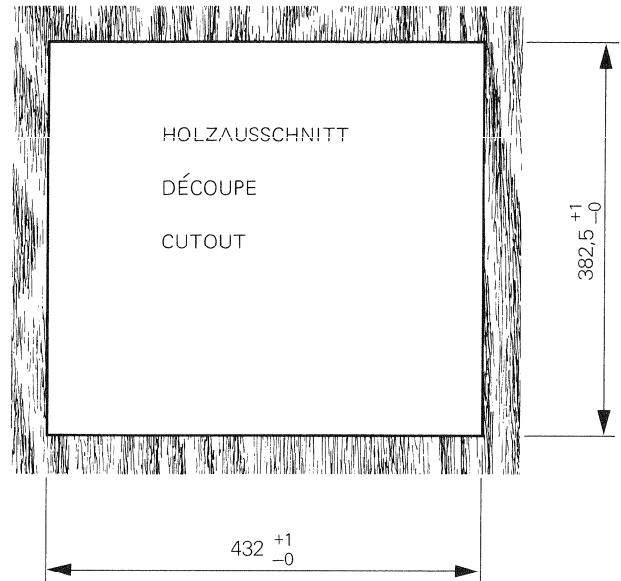 HOLZAUSSCHNITT
DÉCOUPE
CUTOUT
382,5 +1 –0
432 +1 –0